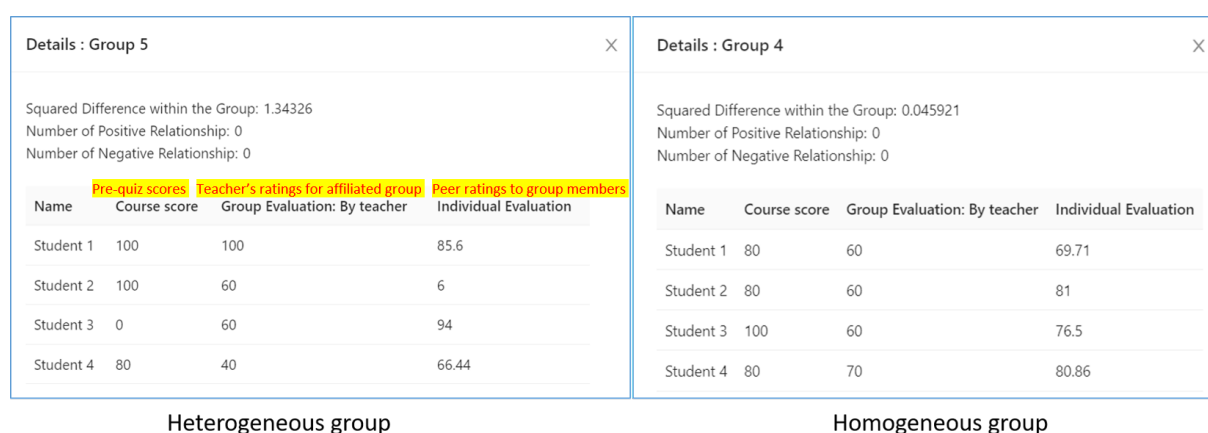 Details : Group 5
Squared Difference within the Group: 1.34326
Number of Positive Relationship: 0
Number of Negative Relationship: 0
Pre-quiz scores Teacher's ratings for affiliated group Peer ratings to group members
Name Course score Group Evaluation: By teacher Individual Evaluation
Student 1 100 100 85.6
Student 2 100 60 6
Student 3 0 60 94
Student 4 80 40 66.44
Heterogeneous group
Details : Group 4
Squared Difference within the Group: 0.045921
Number of Positive Relationship: 0
Number of Negative Relationship: 0
Name Course score Group Evaluation: By teacher Individual Evaluation
Student 1 80 60 69.71
Student 2 80 60 81
Student 3 100 60 76.5
Student 4 80 70 80.86
Homogeneous group